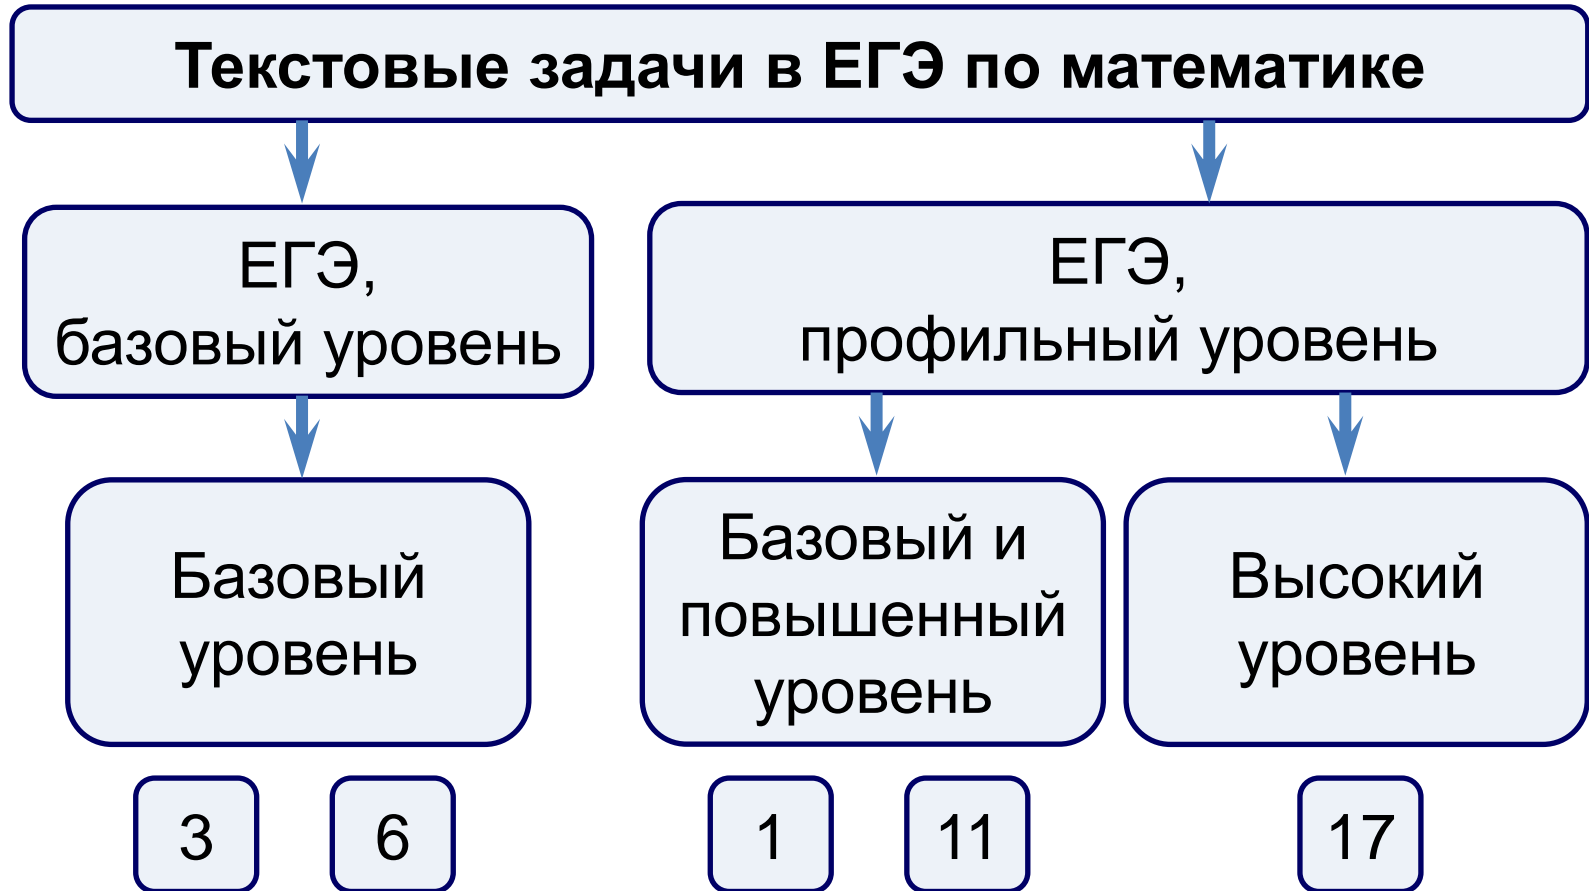 Текстовые задачи в ЕГЭ по математике
ЕГЭ,
базовый уровень
ЕГЭ,
профильный уровень
Базовый
уровень
Базовый и
повышенный
уровень
Высокий
уровень
3
6
1
11
17